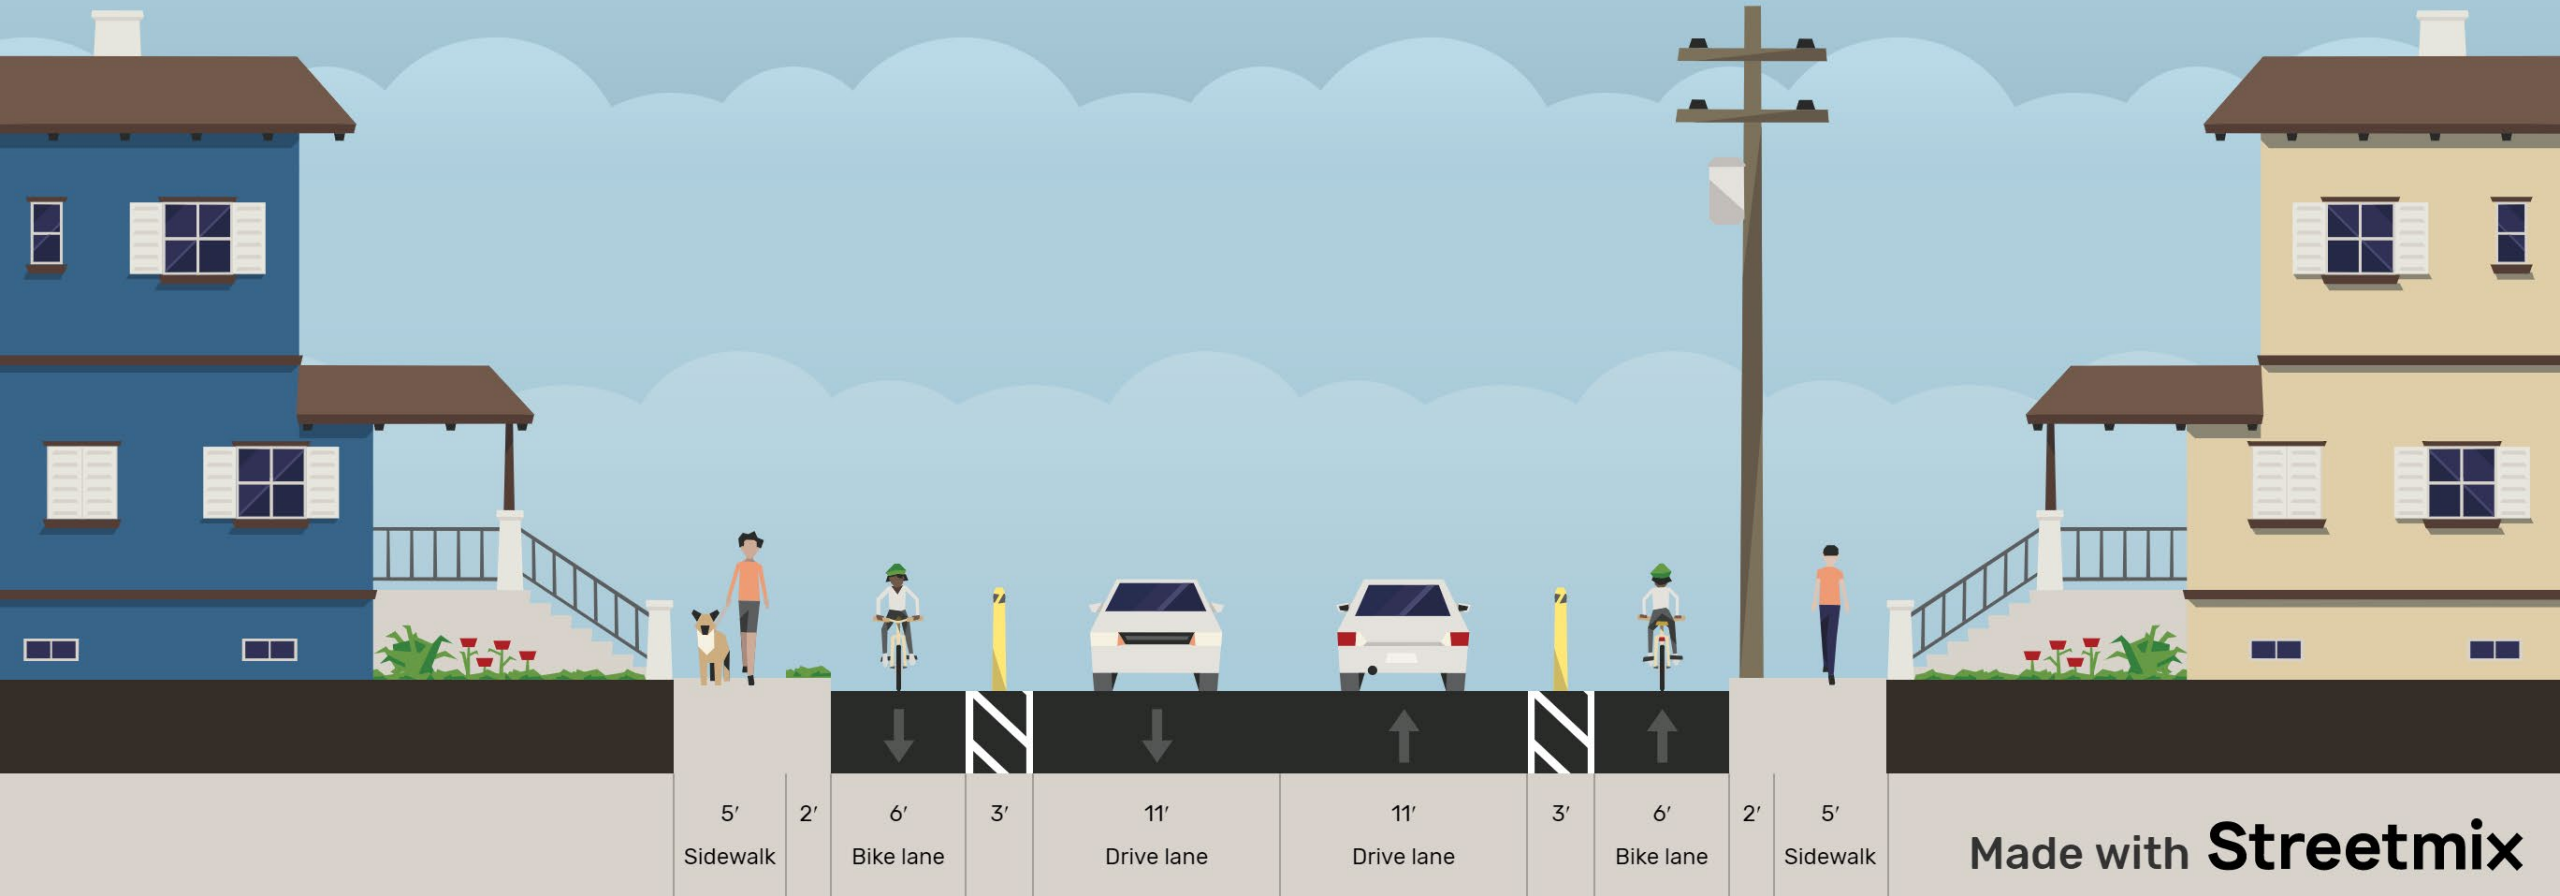 5′ 2′ 6′ 3′ 11′ 11′ 3′ 6′ 2′ 5′
Sidewalk Bike lane Drive lane Drive lane Bike lane Sidewalk
Made with Streetmix